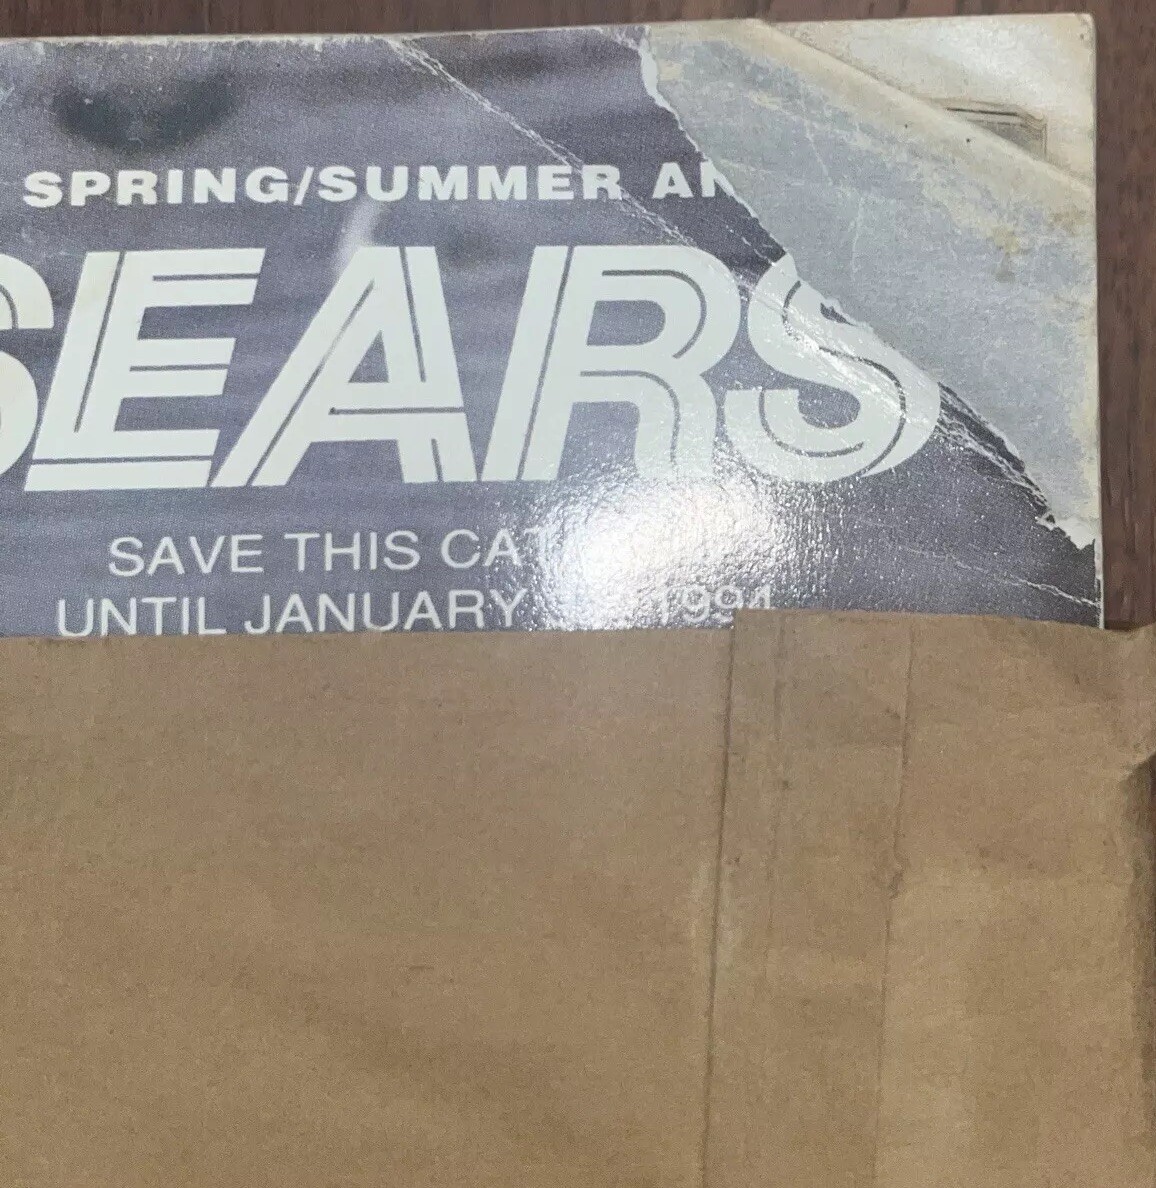 SPRING/SUMMER
SEARS
SAVE THIS
UNTIL JANUARY